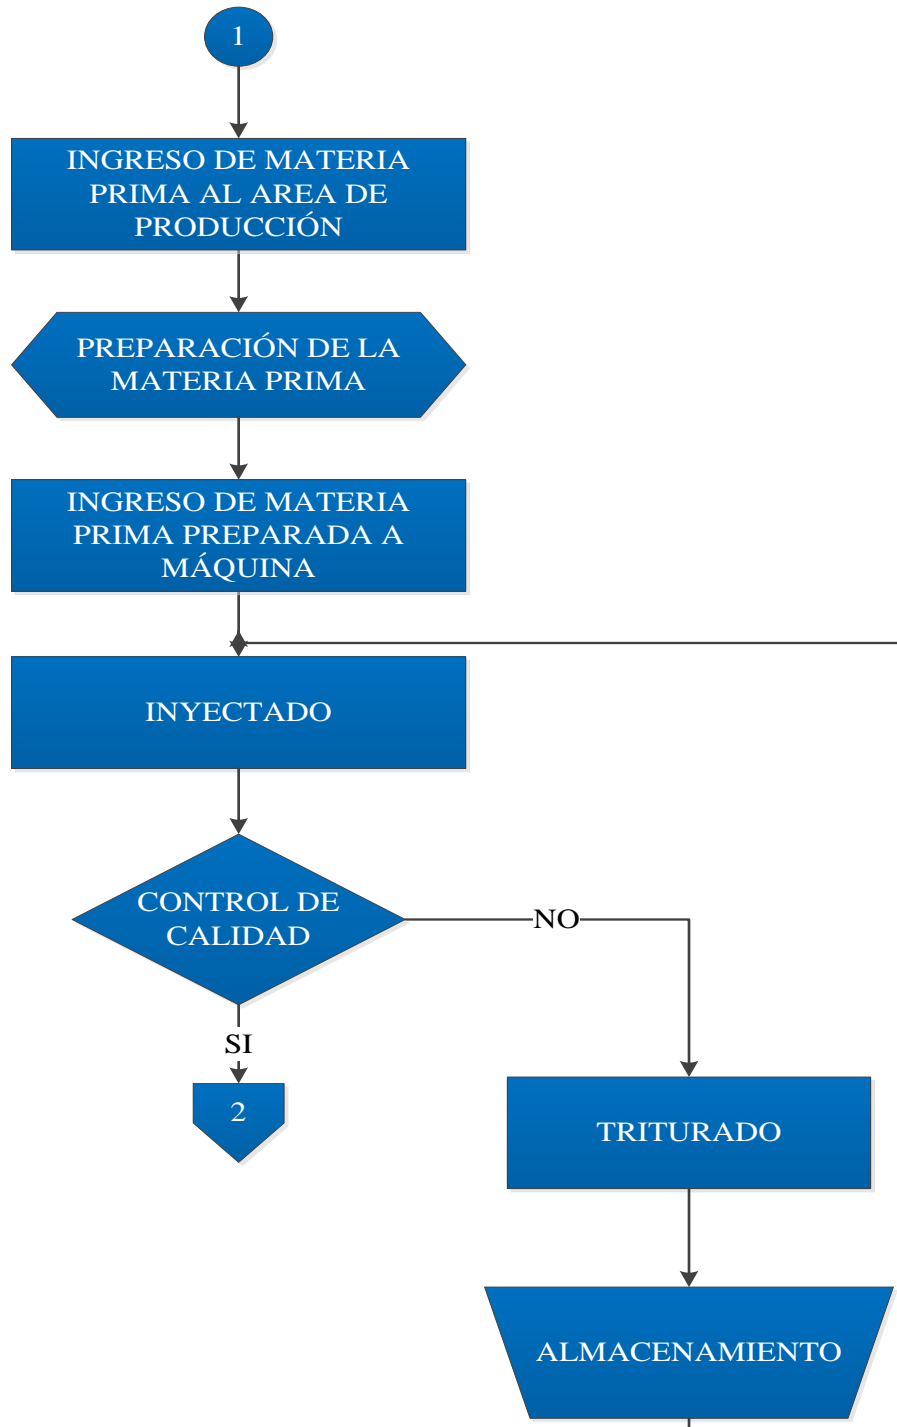 1
INGRESO DE MATERIA
PRIMA AL AREA DE
PRODUCCIÓN
PREPARACIÓN DE LA
MATERIA PRIMA
INGRESO DE MATERIA
PRIMA PREPARADA A
MÁQUINA
INYECTADO
CONTROL DE
CALIDAD
NO
SI
2
TRITURADO
ALMACENAMIENTO